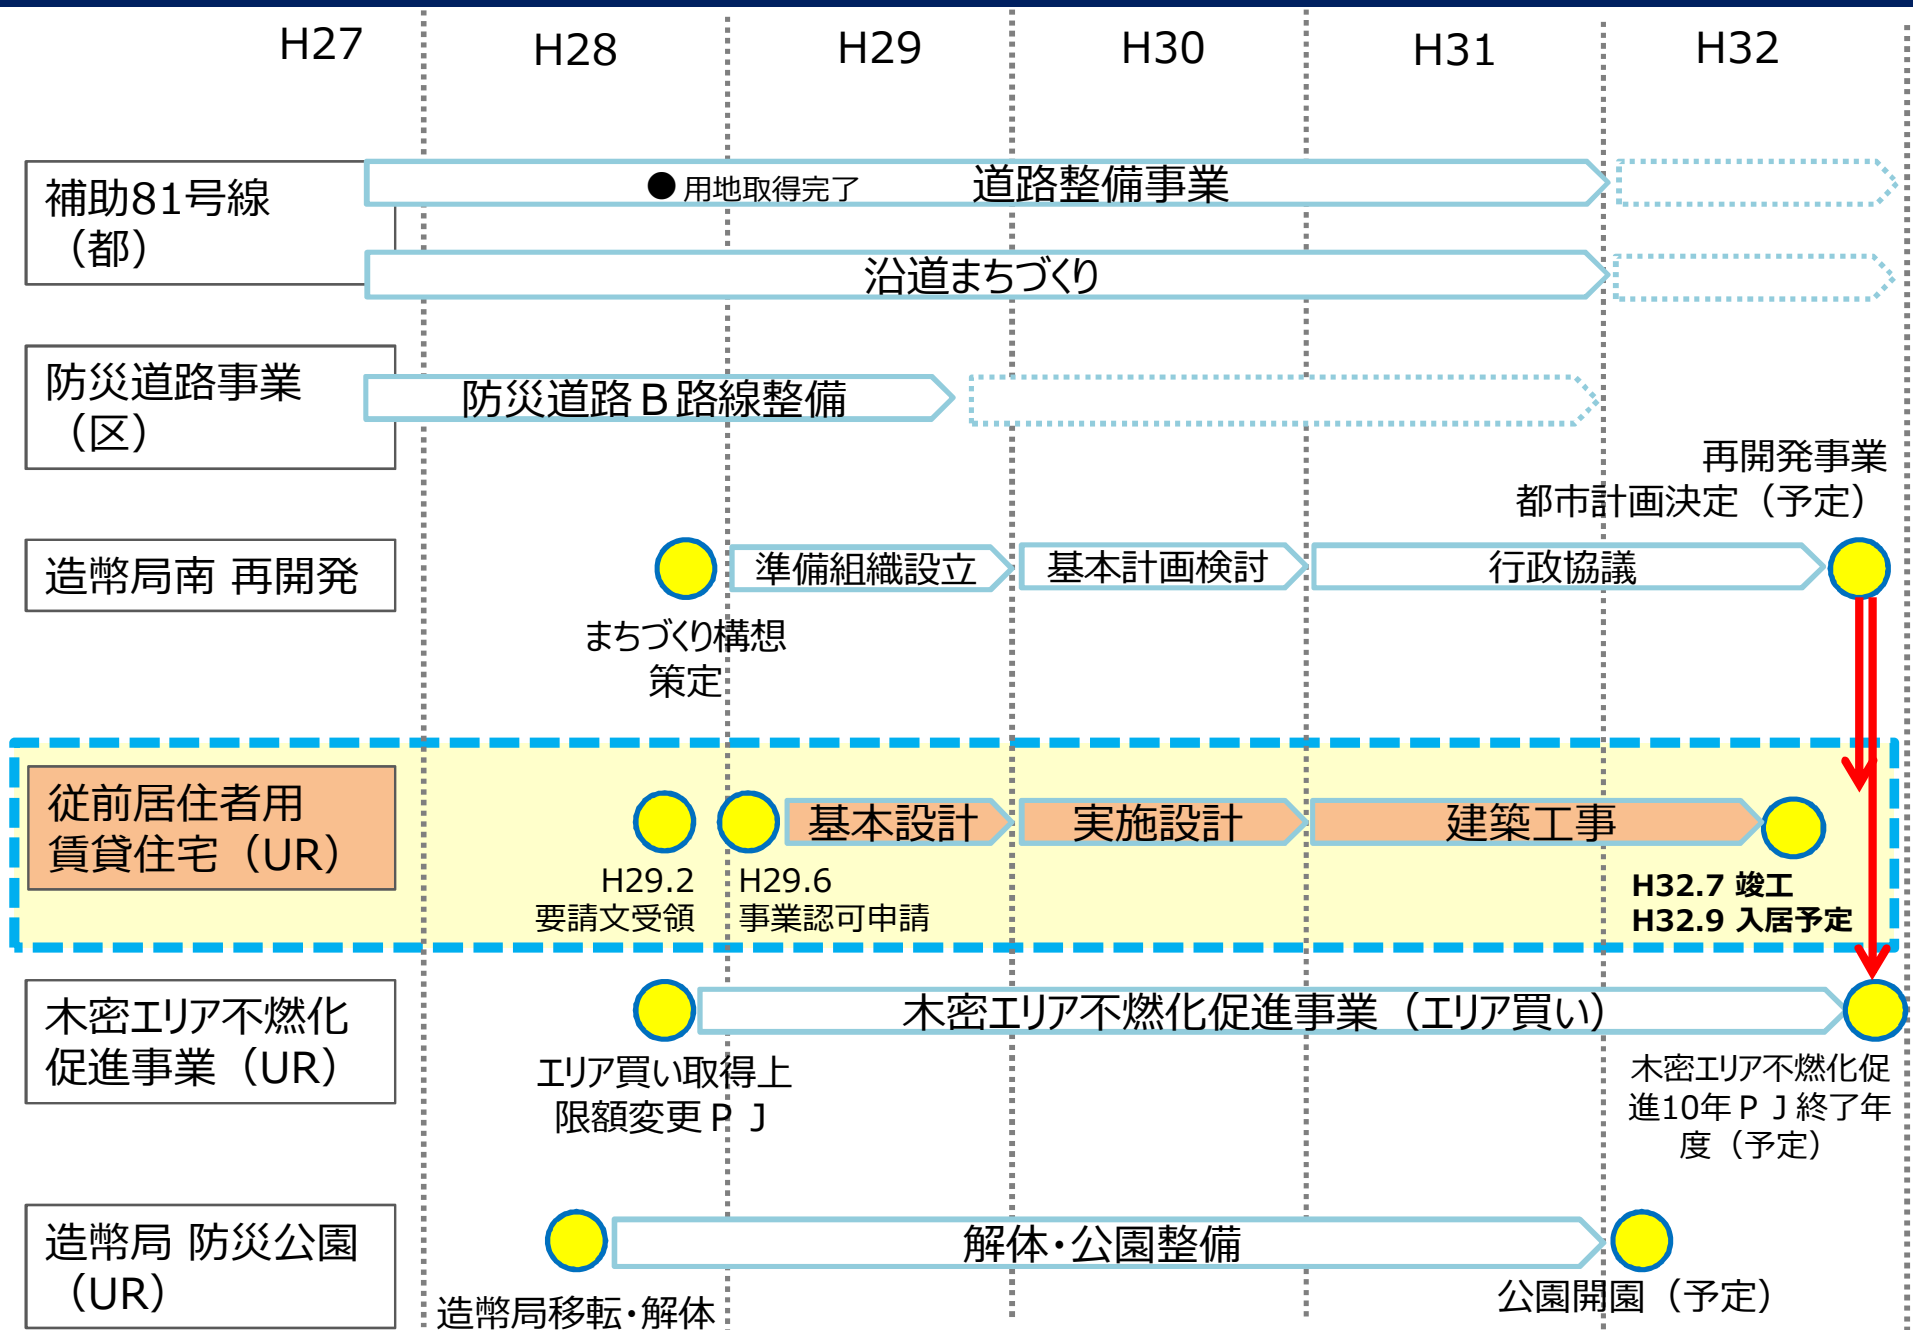 H27 H28 H29 H30 H31 H32
補助81号線
（都）
●用地取得完了 道路整備事業
沿道まちづくり
防災道路事業
（区）
防災道路Ｂ路線整備
再開発事業
都市計画決定（予定）
造幣局南 再開発
準備組織設立 基本計画検討 行政協議
まちづくり構想
策定
従前居住者用
賃貸住宅（UR）
基本設計 実施設計 建築工事
H29.2
要請文受領
H29.6
事業認可申請
H32.7 竣工
H32.9 入居予定
木密エリア不燃化
促進事業（UR）
木密エリア不燃化促進事業（エリア買い）
エリア買い取得上
限額変更ＰＪ
木密エリア不燃化促
進10年ＰＪ終了年
度（予定）
造幣局 防災公園
（UR）
解体・公園整備
造幣局移転・解体
公園開園（予定）